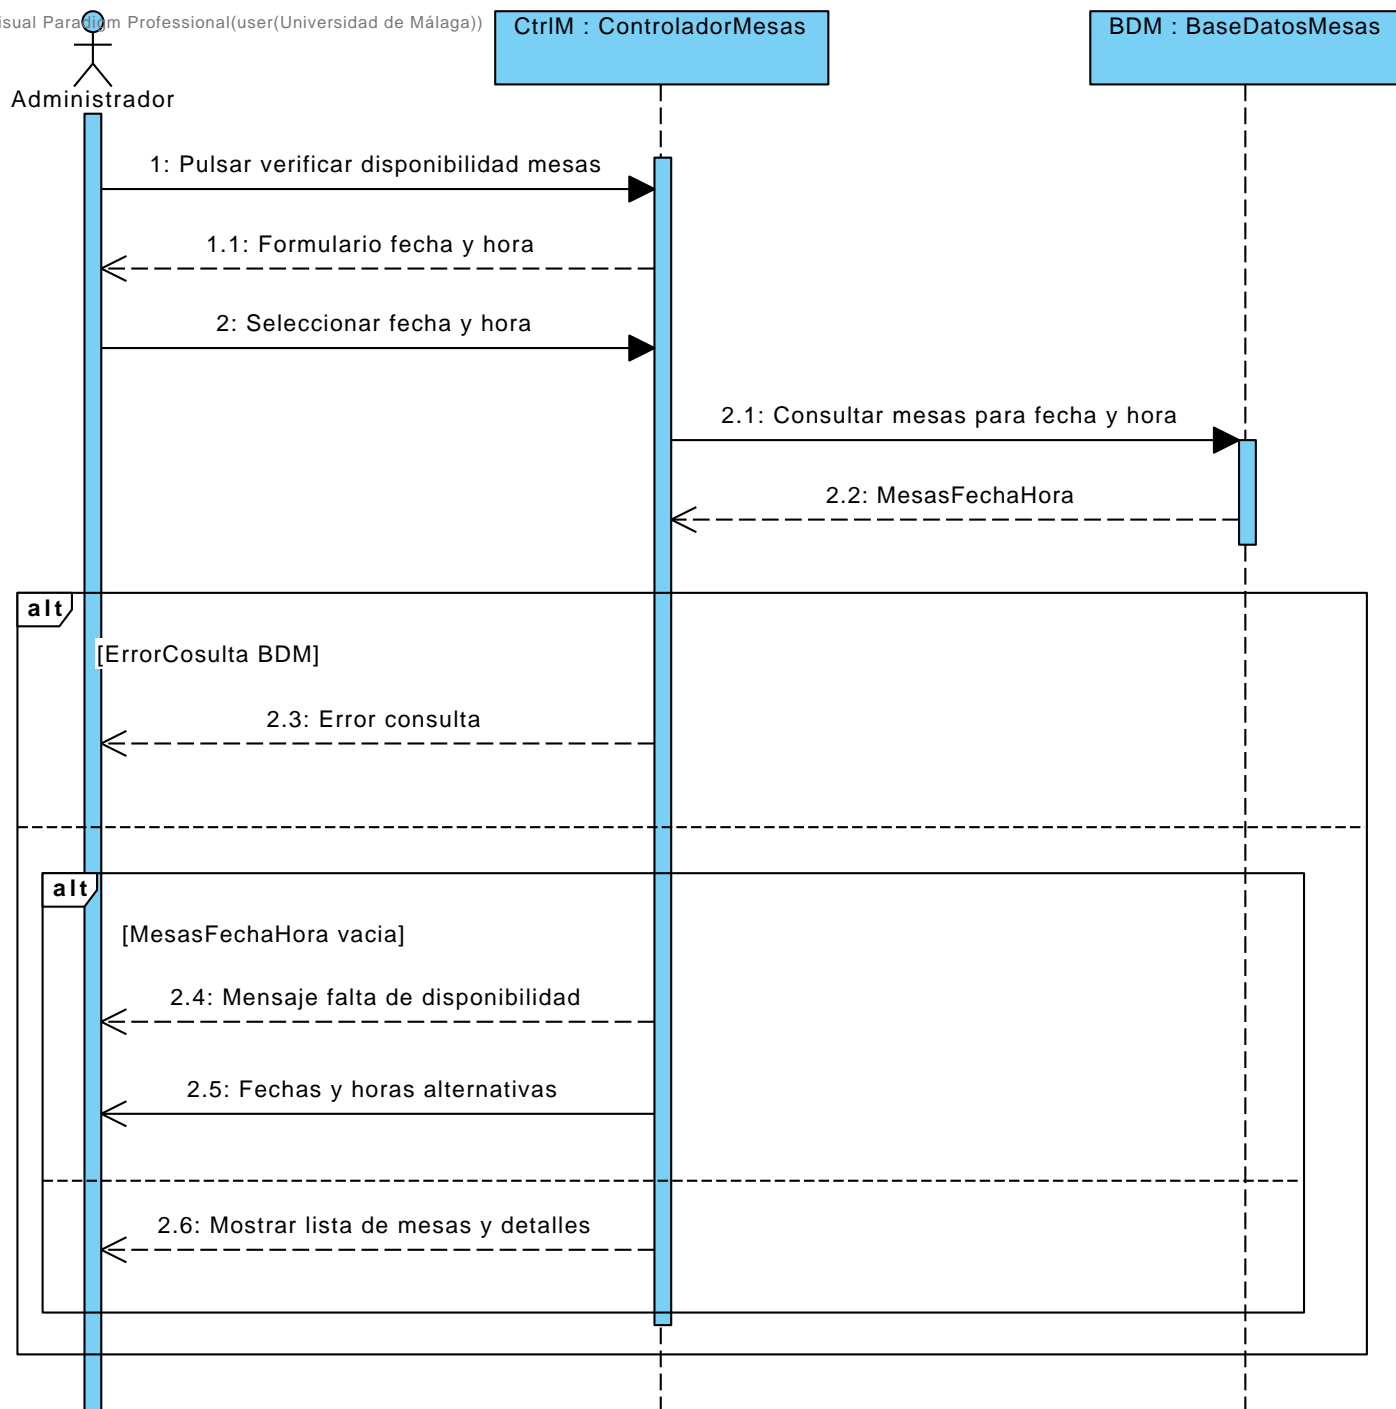 isual Paradigm Professional(user(Universidad de Málaga))
CtrlM : ControladorMesas
BDM : BaseDatosMesas
Administrador
1: Pulsar verificar disponibilidad mesas
1.1: Formulario fecha y hora
2: Seleccionar fecha y hora
2.1: Consultar mesas para fecha y hora
2.2: MesasFechaHora
alt
[ErrorCosulta BDM]
2.3: Error consulta
alt
[MesasFechaHora vacia]
2.4: Mensaje falta de disponibilidad
2.5: Fechas y horas alternativas
2.6: Mostrar lista de mesas y detalles